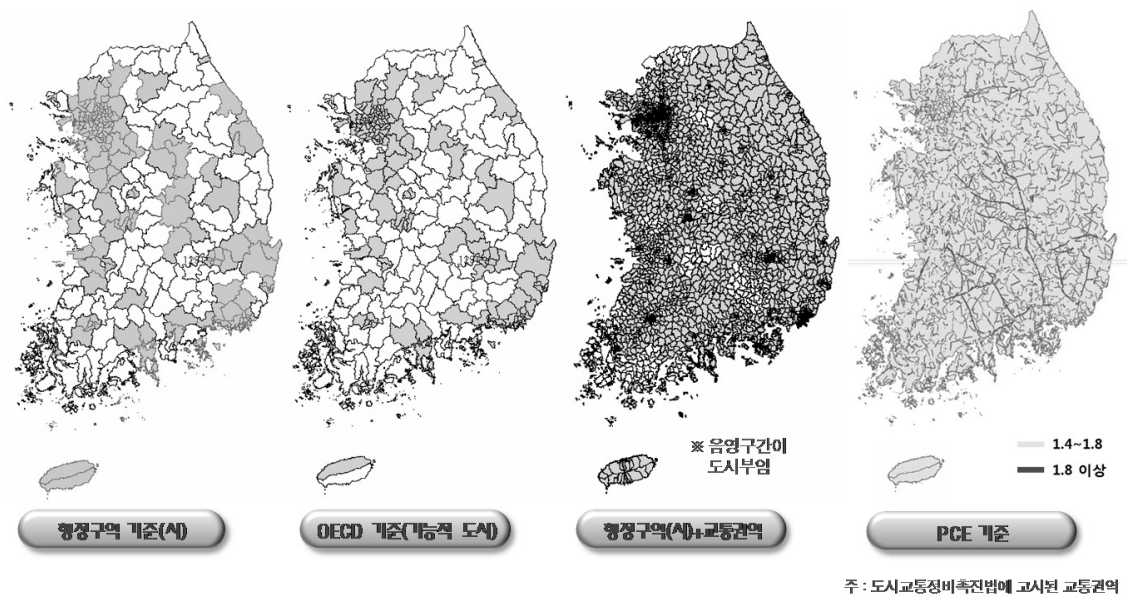 ※ 음영구간이
도시부임
1.4~1.8
1.8 이상
행정구역 기준(시)
OECD 기준(기능적 도시)
행정구역(시)+교통권역
PCE 기준
주 : 도시교통정비촉진법에 고시된 교통권역